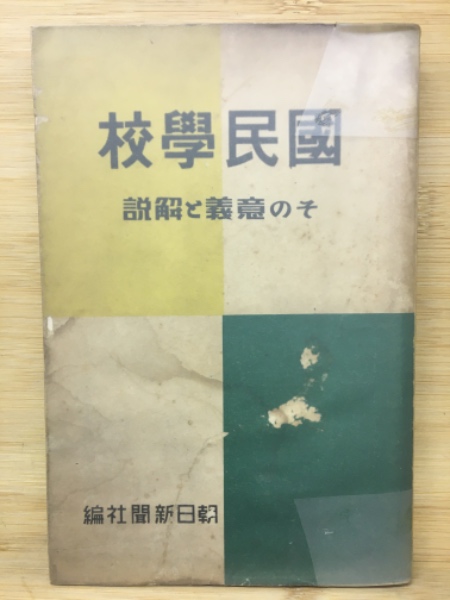 國民學校
その意義と解説
朝日新聞社編